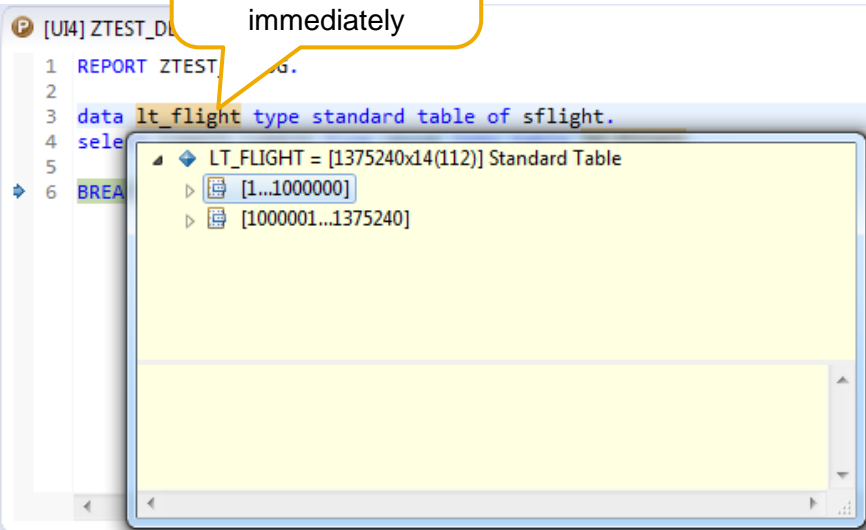 immediately
[UI4] ZTEST_DE
1 REPORT ZTEST_ G.
2
3 data lt_flight type standard table of sflight.
4 sele
5
6 BREA
LT_FLIGHT = [1375240x14(112)] Standard Table
[1...1000000]
[1000001...1375240]